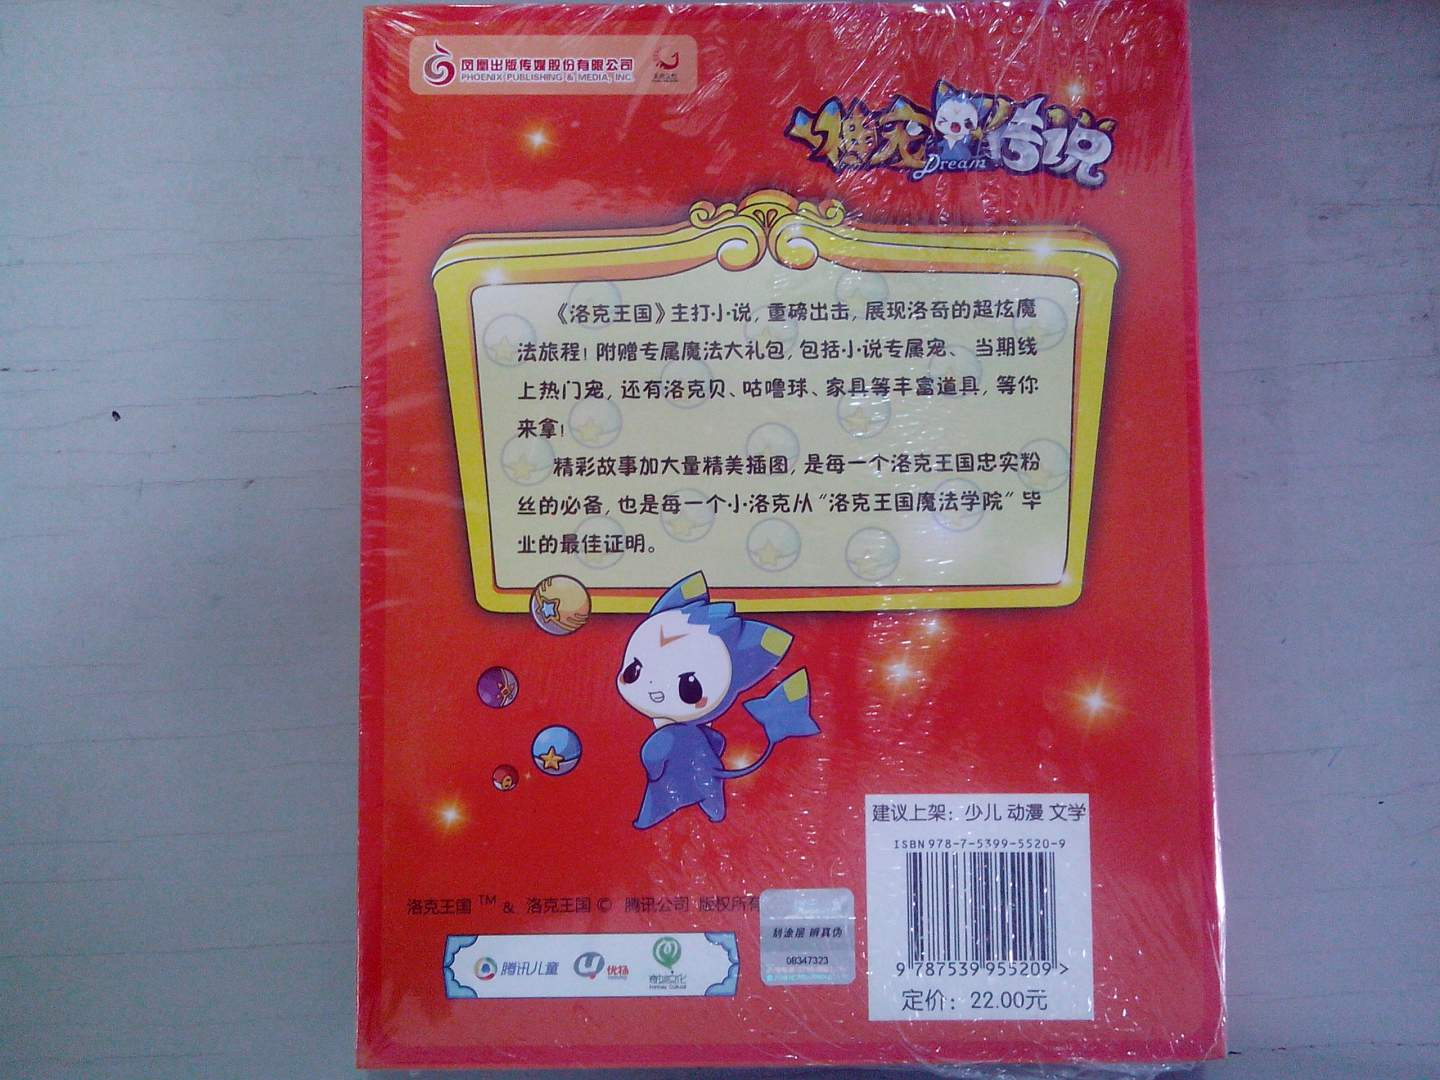 凤凰出版传媒股份有限公司
PHOENIX PUBLISHING & MEDIA, INC.
传说
Dream
《洛克王国》主打小说，重磅出击，展现洛奇的超炫魔
法旅程！附赠专属魔法大礼包，包括小说专属宠、当期线
上热门宠，还有洛克贝、咕噜球、家具等丰富道具，等你
来拿！
精彩故事加大量精美插图，是每一个洛克王国忠实粉
丝的必备，也是每一个小洛克从“洛克王国魔法学院”毕
业的最佳证明。
建议上架：少儿 动漫 文学
ISBN 978-7-5399-5520-9
9 787539 955209 >
定价：22.00元
洛克王国 TM & 洛克王国 © 腾讯公司 版权所有
刮涂层 辨真伪
08347323
腾讯儿童
优扬